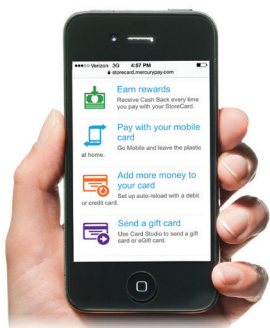 Verizon 3G 4:57 PM
storecard.mercurypay.com
Earn rewards
Receive Cash Back every time
you pay with your StoreCard.
Pay with your mobile
card
Go Mobile and leave the plastic
at home.
Add more money to
your card
Set up auto-reload with a debit
or credit card.
Send a gift card
Use Card Studio to send a gift
card or eGift card.